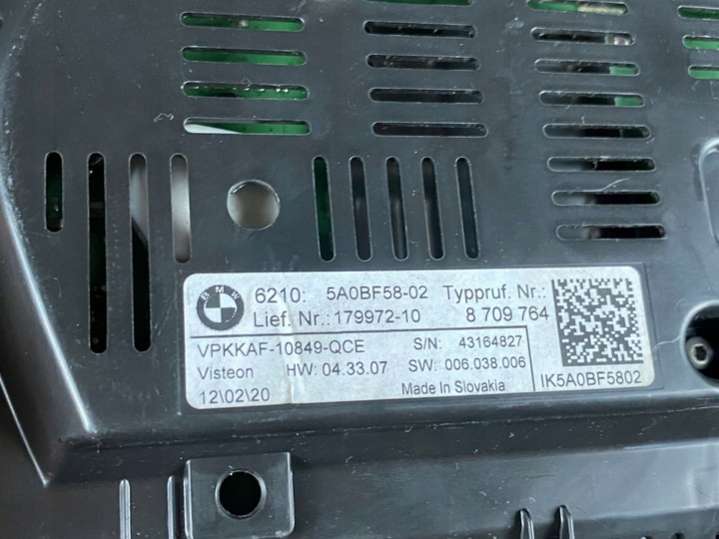 BMW
6210: 5A0BF58-02 Typpruf. Nr.:
Lief. Nr.:179972-10 8 709 764
VPKKAF-10849-QCE S/N: 43164827
Visteon HW: 04.33.07 SW: 006.038.006
12\02\20 Made In Slovakia IK5A0BF5802